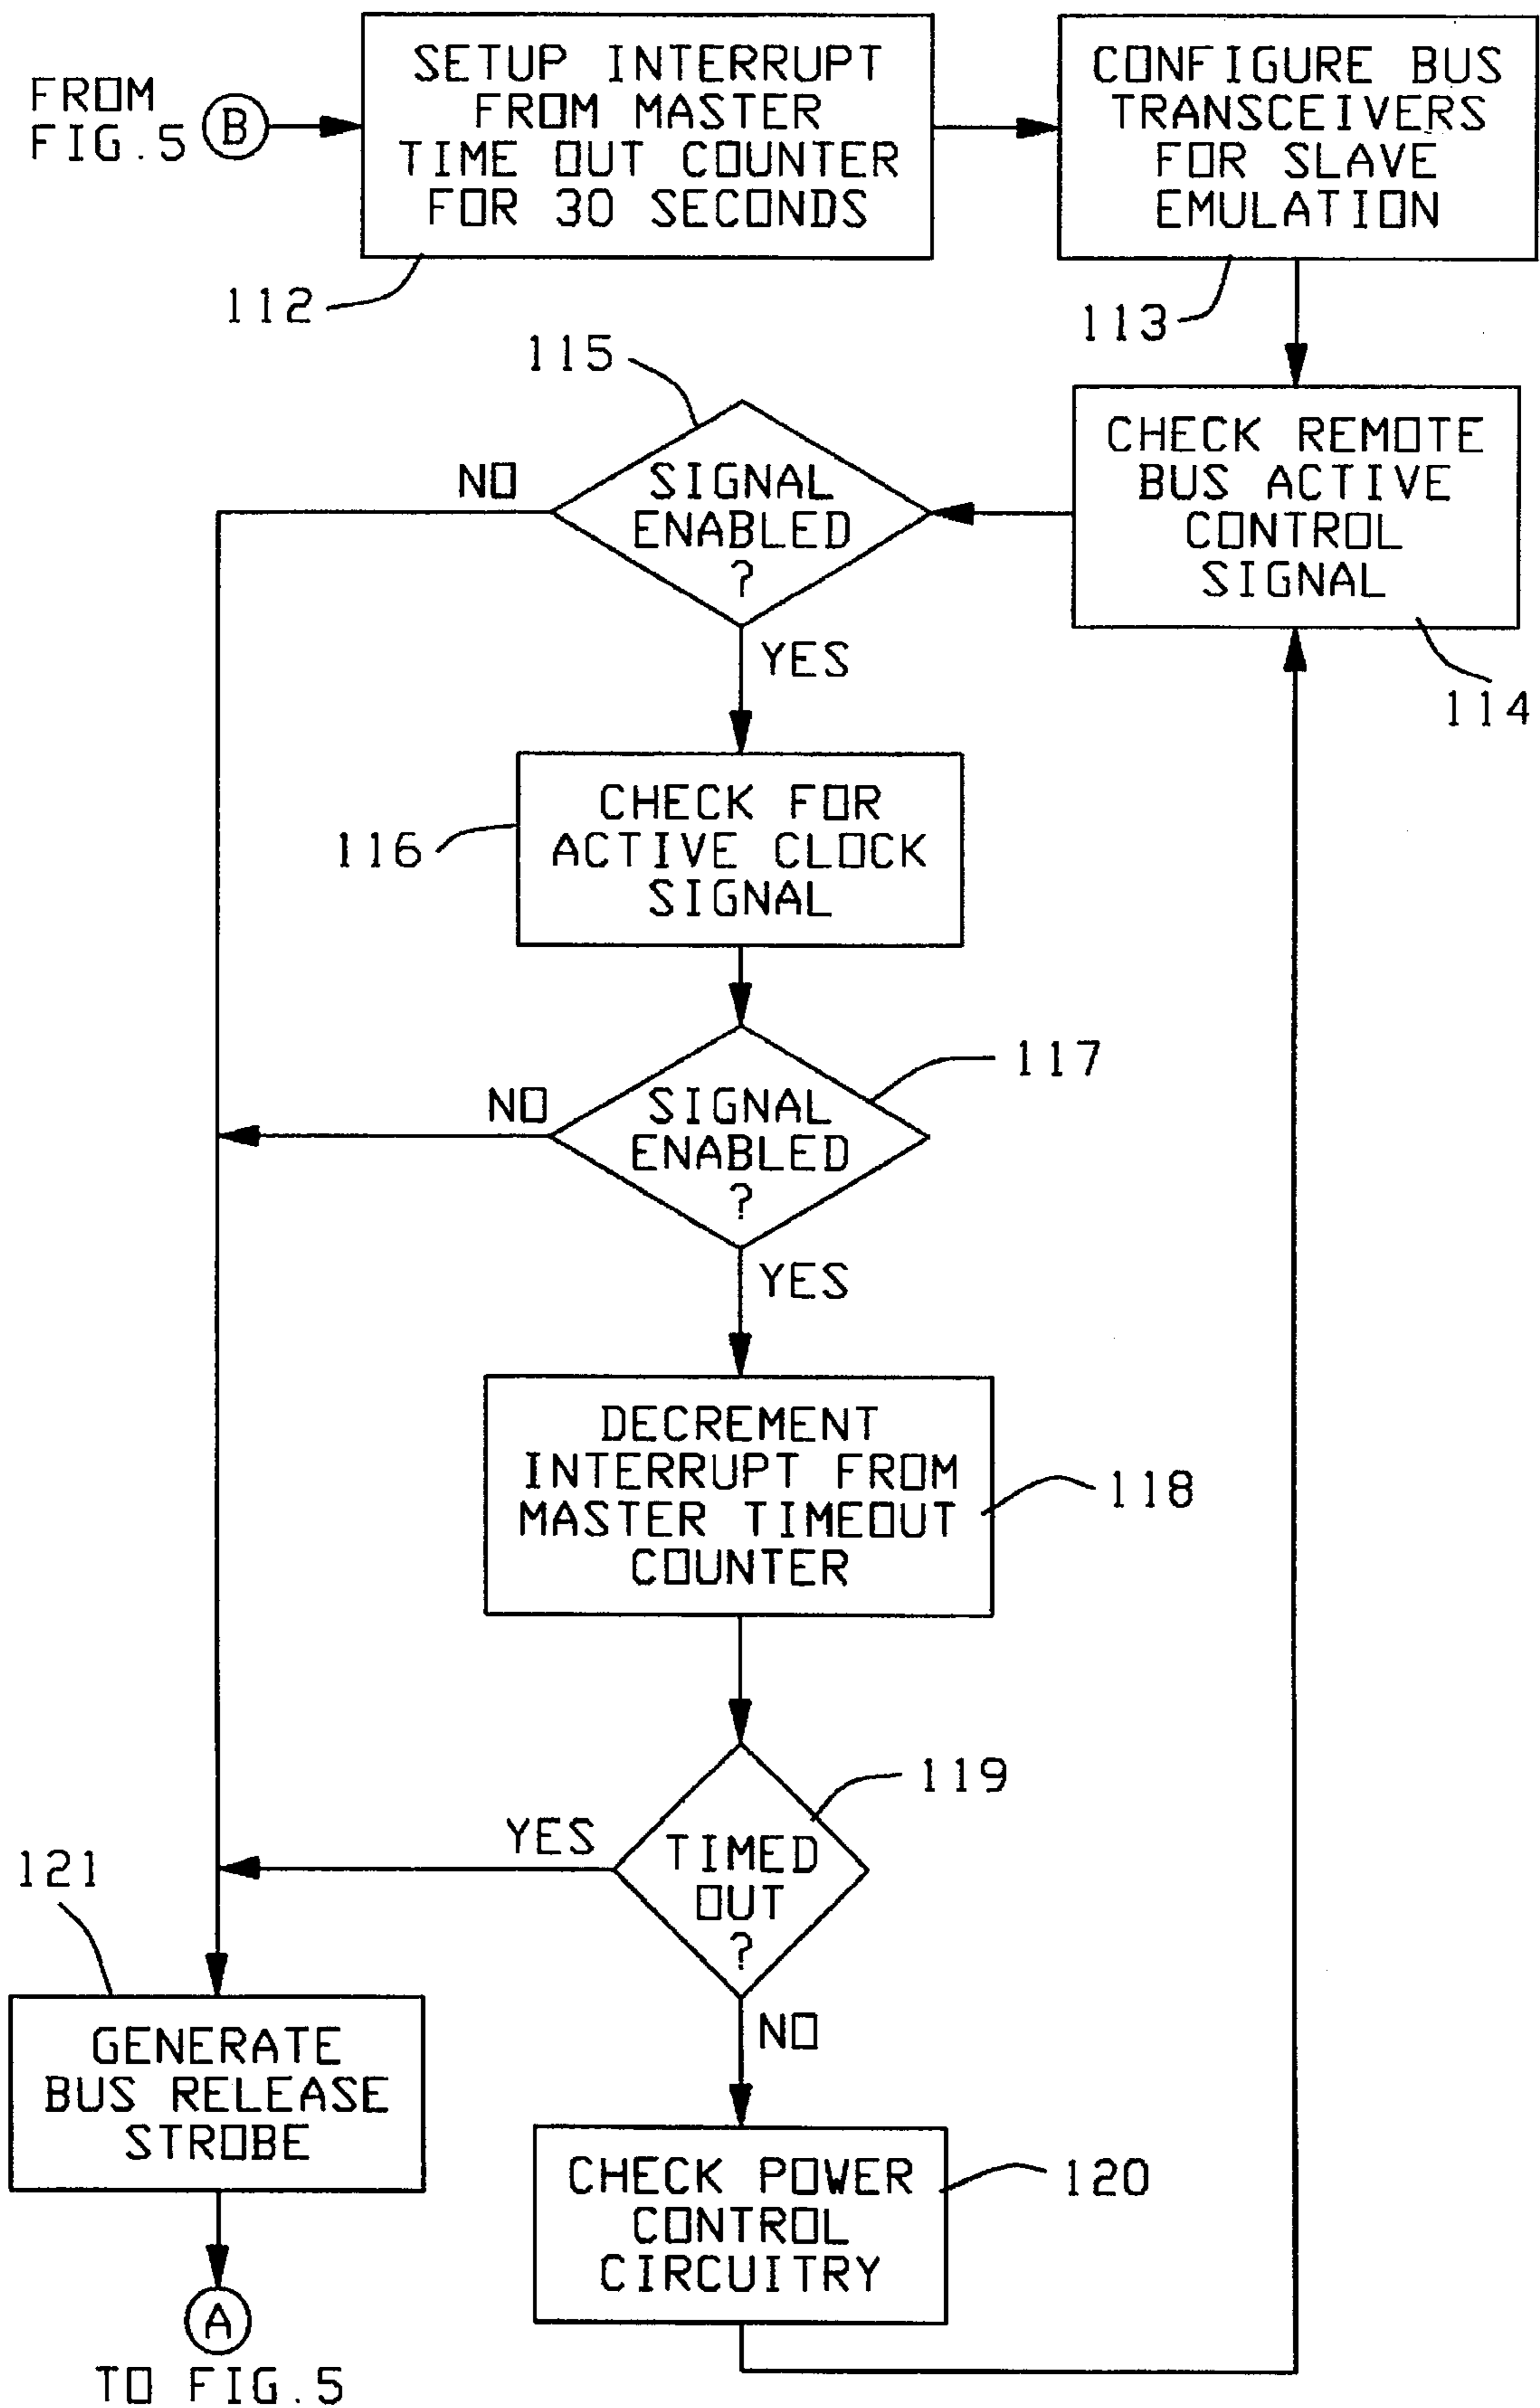 FROM
FIG.5
B
SETUP INTERRUPT
FROM MASTER
TIME OUT COUNTER
FOR 30 SECONDS
112
CONFIGURE BUS
TRANSCEIVERS
FOR SLAVE
EMULATION
113
CHECK REMOTE
BUS ACTIVE
CONTROL
SIGNAL
114
115
SIGNAL
ENABLED
?
NO
YES
CHECK FOR
ACTIVE CLOCK
SIGNAL
116
SIGNAL
ENABLED
?
117
NO
YES
DECREMENT
INTERRUPT FROM
MASTER TIMEOUT
COUNTER
118
TIMED
OUT
?
119
YES
NO
CHECK POWER
CONTROL
CIRCUITRY
120
121
GENERATE
BUS RELEASE
STROBE
A
TO FIG.5